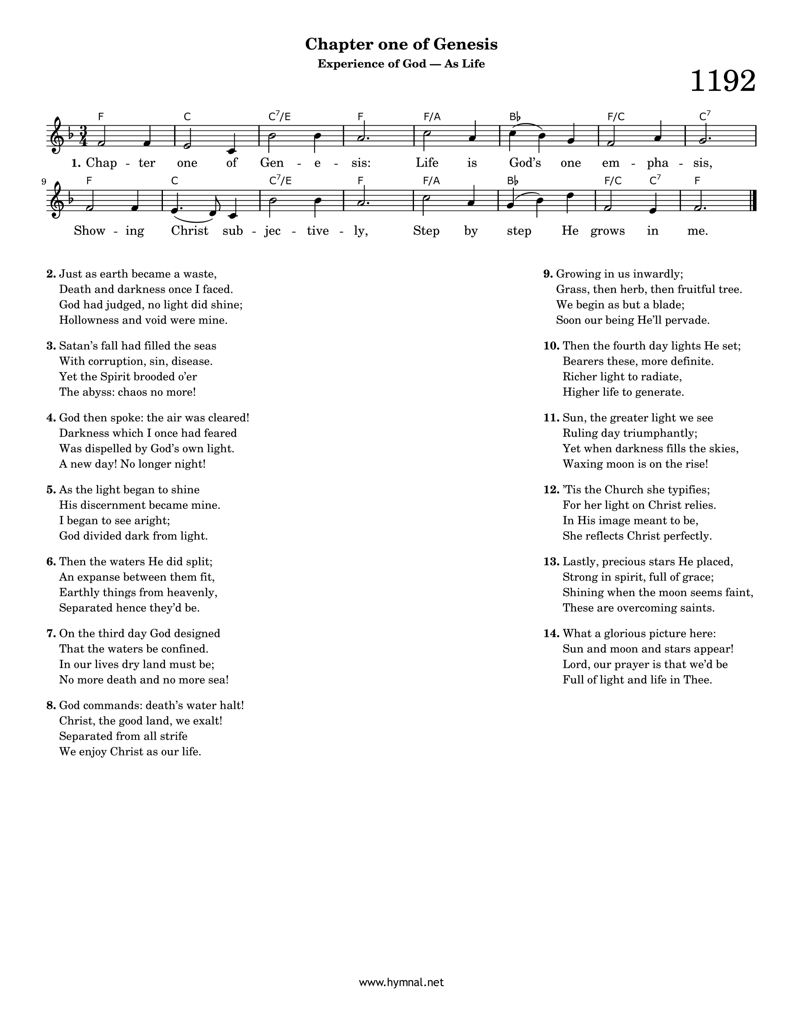 Chapter one of Genesis
Experience of God — As Life
1192
F C C7/E F F/A B♭ F/C C7
3
4
1. Chap - ter one of Gen - e - sis: Life is God's one em - pha - sis,
9
F C C7/E F F/A B♭ F/C C7 F
Show - ing Christ sub - jec - tive - ly, Step by step He grows in me.
2. Just as earth became a waste,
Death and darkness once I faced.
God had judged, no light did shine;
Hollowness and void were mine.
3. Satan's fall had filled the seas
With corruption, sin, disease.
Yet the Spirit brooded o'er
The abyss: chaos no more!
4. God then spoke: the air was cleared!
Darkness which I once had feared
Was dispelled by God's own light.
A new day! No longer night!
5. As the light began to shine
His discernment became mine.
I began to see aright;
God divided dark from light.
6. Then the waters He did split;
An expanse between them fit,
Earthly things from heavenly,
Separated hence they'd be.
7. On the third day God designed
That the waters be confined.
In our lives dry land must be;
No more death and no more sea!
8. God commands: death's water halt!
Christ, the good land, we exalt!
Separated from all strife
We enjoy Christ as our life.
9. Growing in us inwardly;
Grass, then herb, then fruitful tree.
We begin as but a blade;
Soon our being He'll pervade.
10. Then the fourth day lights He set;
Bearers these, more definite.
Richer light to radiate,
Higher life to generate.
11. Sun, the greater light we see
Ruling day triumphantly;
Yet when darkness fills the skies,
Waxing moon is on the rise!
12. 'Tis the Church she typifies;
For her light on Christ relies.
In His image meant to be,
She reflects Christ perfectly.
13. Lastly, precious stars He placed,
Strong in spirit, full of grace;
Shining when the moon seems faint,
These are overcoming saints.
14. What a glorious picture here:
Sun and moon and stars appear!
Lord, our prayer is that we'd be
Full of light and life in Thee.
www.hymnal.net